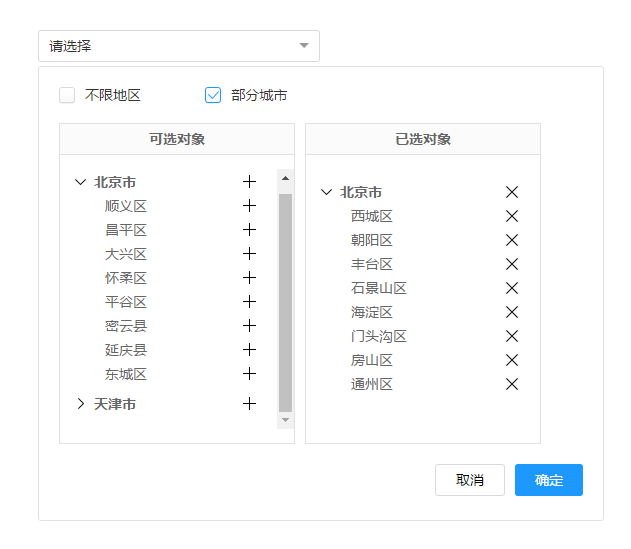 请选择
不限地区
部分城市
可选对象
北京市
顺义区
昌平区
大兴区
怀柔区
平谷区
密云县
延庆县
东城区
天津市
已选对象
北京市
西城区
朝阳区
丰台区
石景山区
海淀区
门头沟区
房山区
通州区
取消
确定